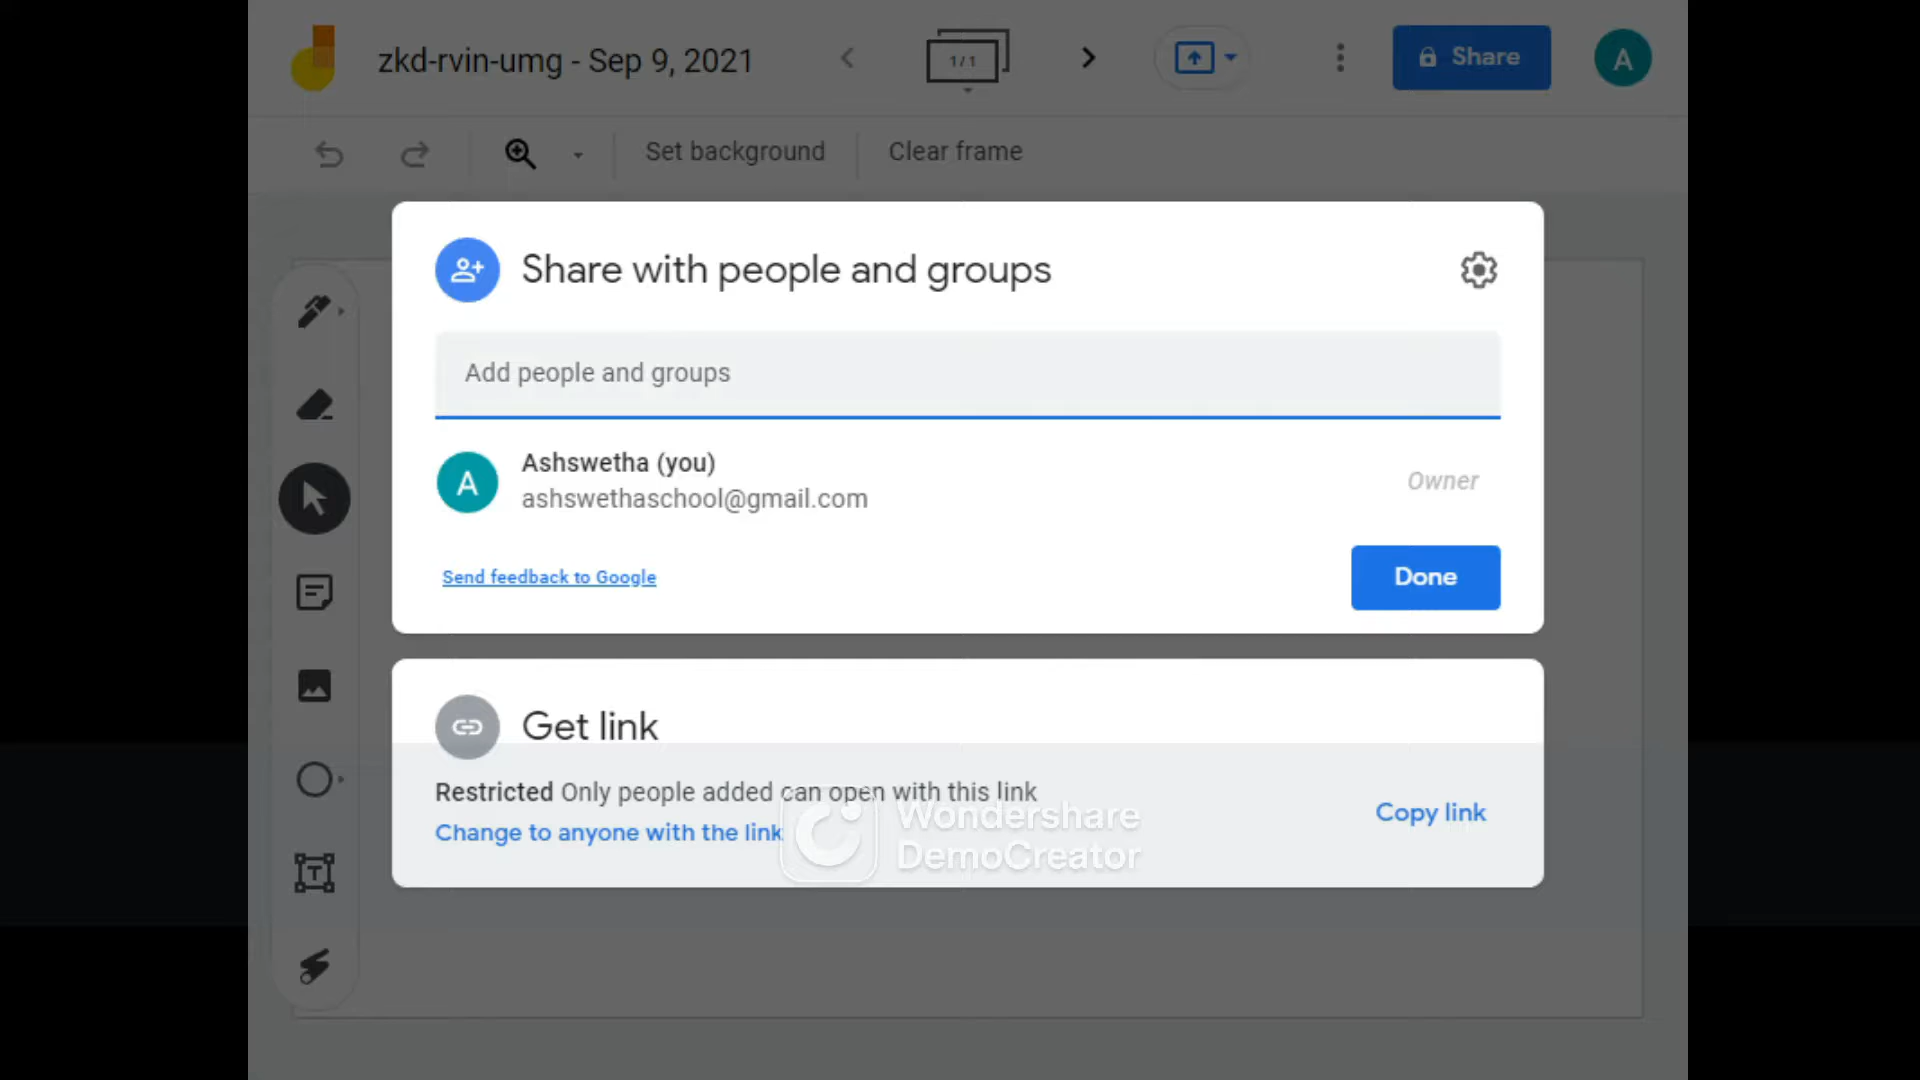 zkd-rvin-umg - Sep 9, 2021
1 / 1
Share
A
Set background
Clear frame
Share with people and groups
Add people and groups
A
Ashswetha (you)
ashswethaschool@gmail.com
Owner
Send feedback to Google
Done
Get link
Restricted Only people added can open with this link
Change to anyone with the link
Copy link
Wondershare
DemoCreator
T